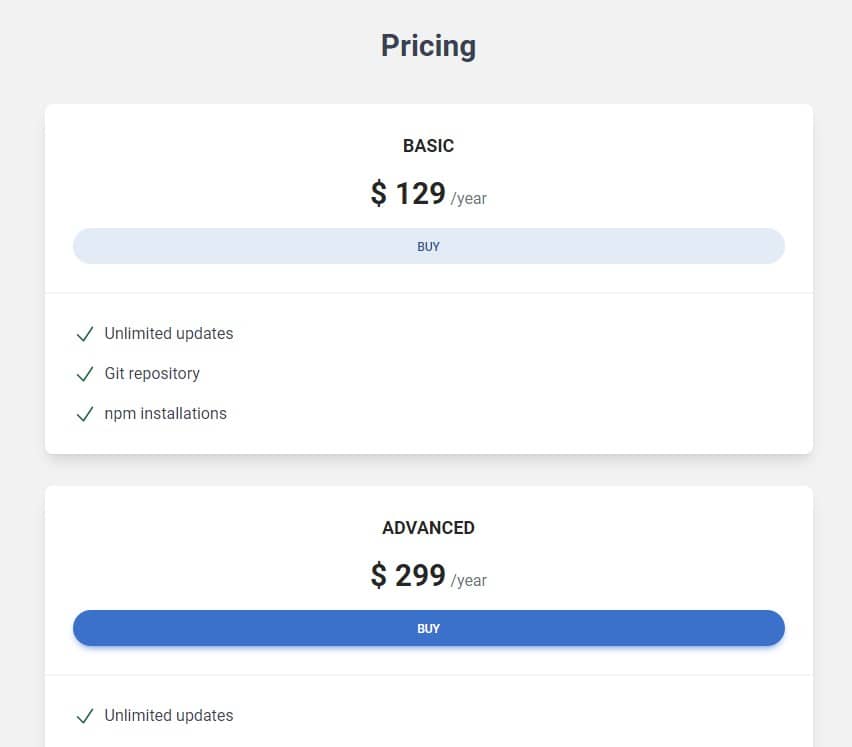 Pricing
BASIC
$ 129 /year
BUY
Unlimited updates
Git repository
npm installations
ADVANCED
$ 299 /year
BUY
Unlimited updates